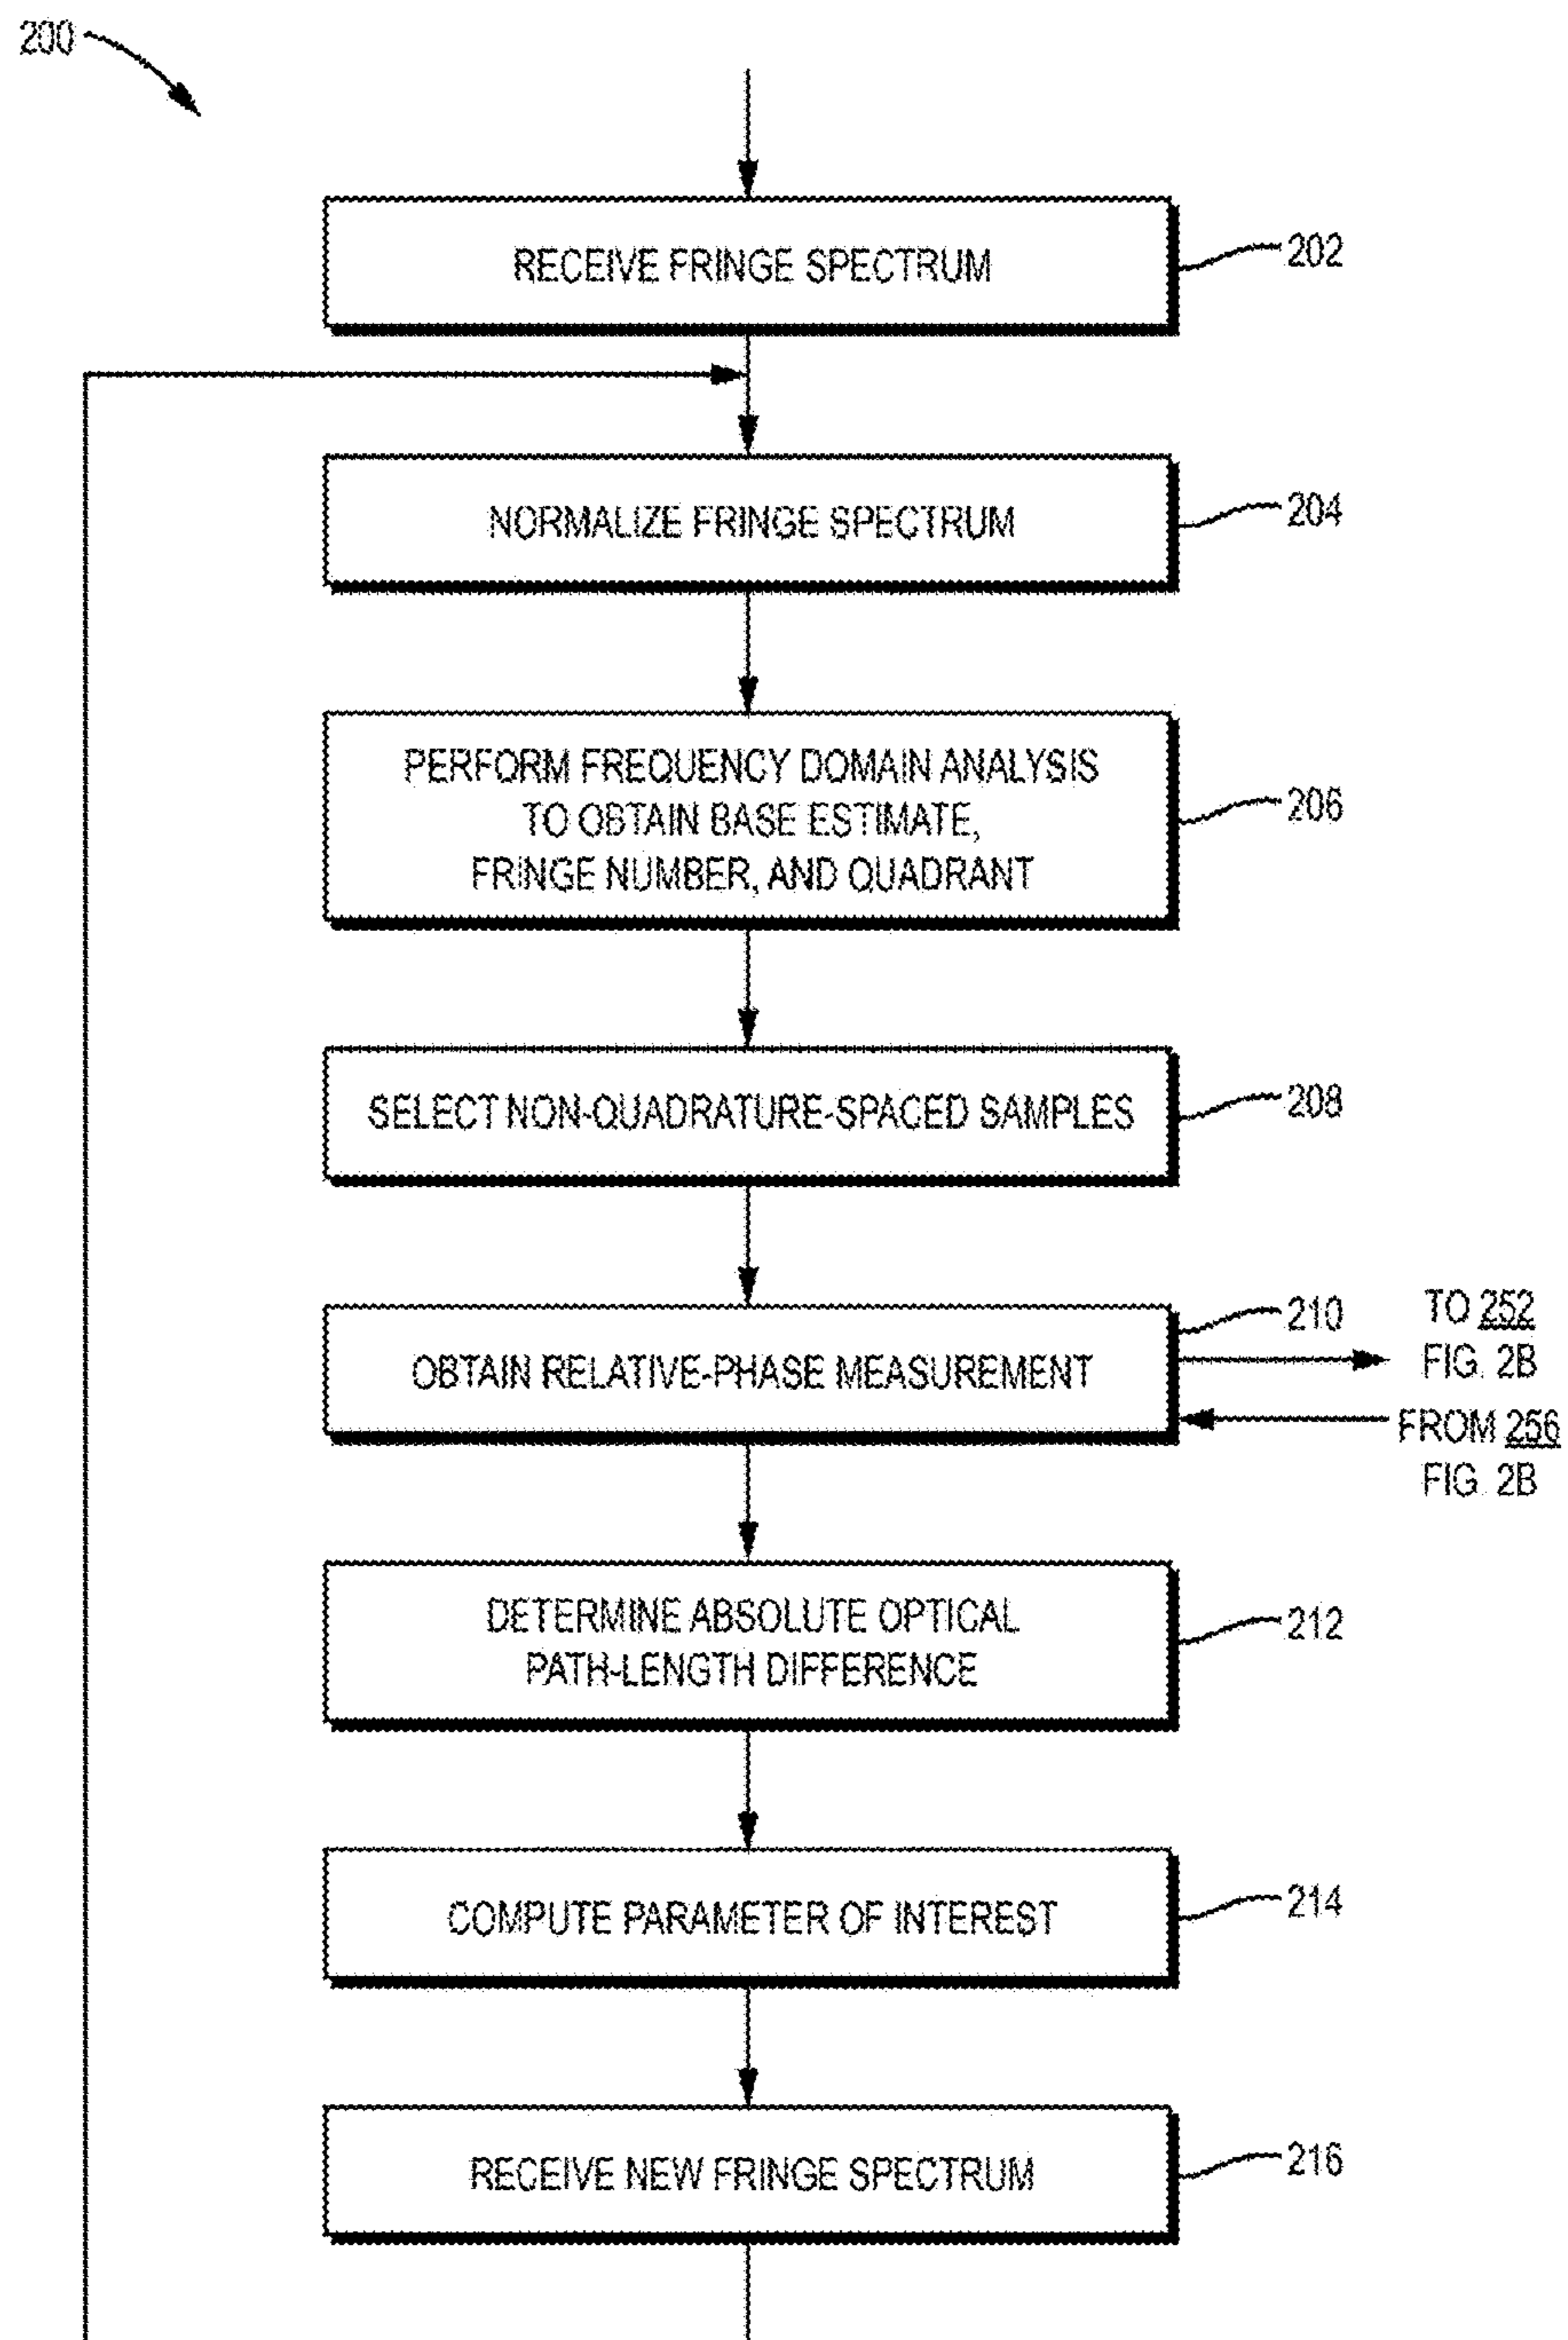 200
RECEIVE FRINGE SPECTRUM
202
NORMALIZE FRINGE SPECTRUM
204
PERFORM FREQUENCY DOMAIN ANALYSIS
TO OBTAIN BASE ESTIMATE,
FRINGE NUMBER, AND QUADRANT
206
SELECT NON-QUADRATURE-SPACED SAMPLES
208
OBTAIN RELATIVE-PHASE MEASUREMENT
210
TO 252
FIG. 2B
FROM 256
FIG. 2B
DETERMINE ABSOLUTE OPTICAL
PATH-LENGTH DIFFERENCE
212
COMPUTE PARAMETER OF INTEREST
214
RECEIVE NEW FRINGE SPECTRUM
216